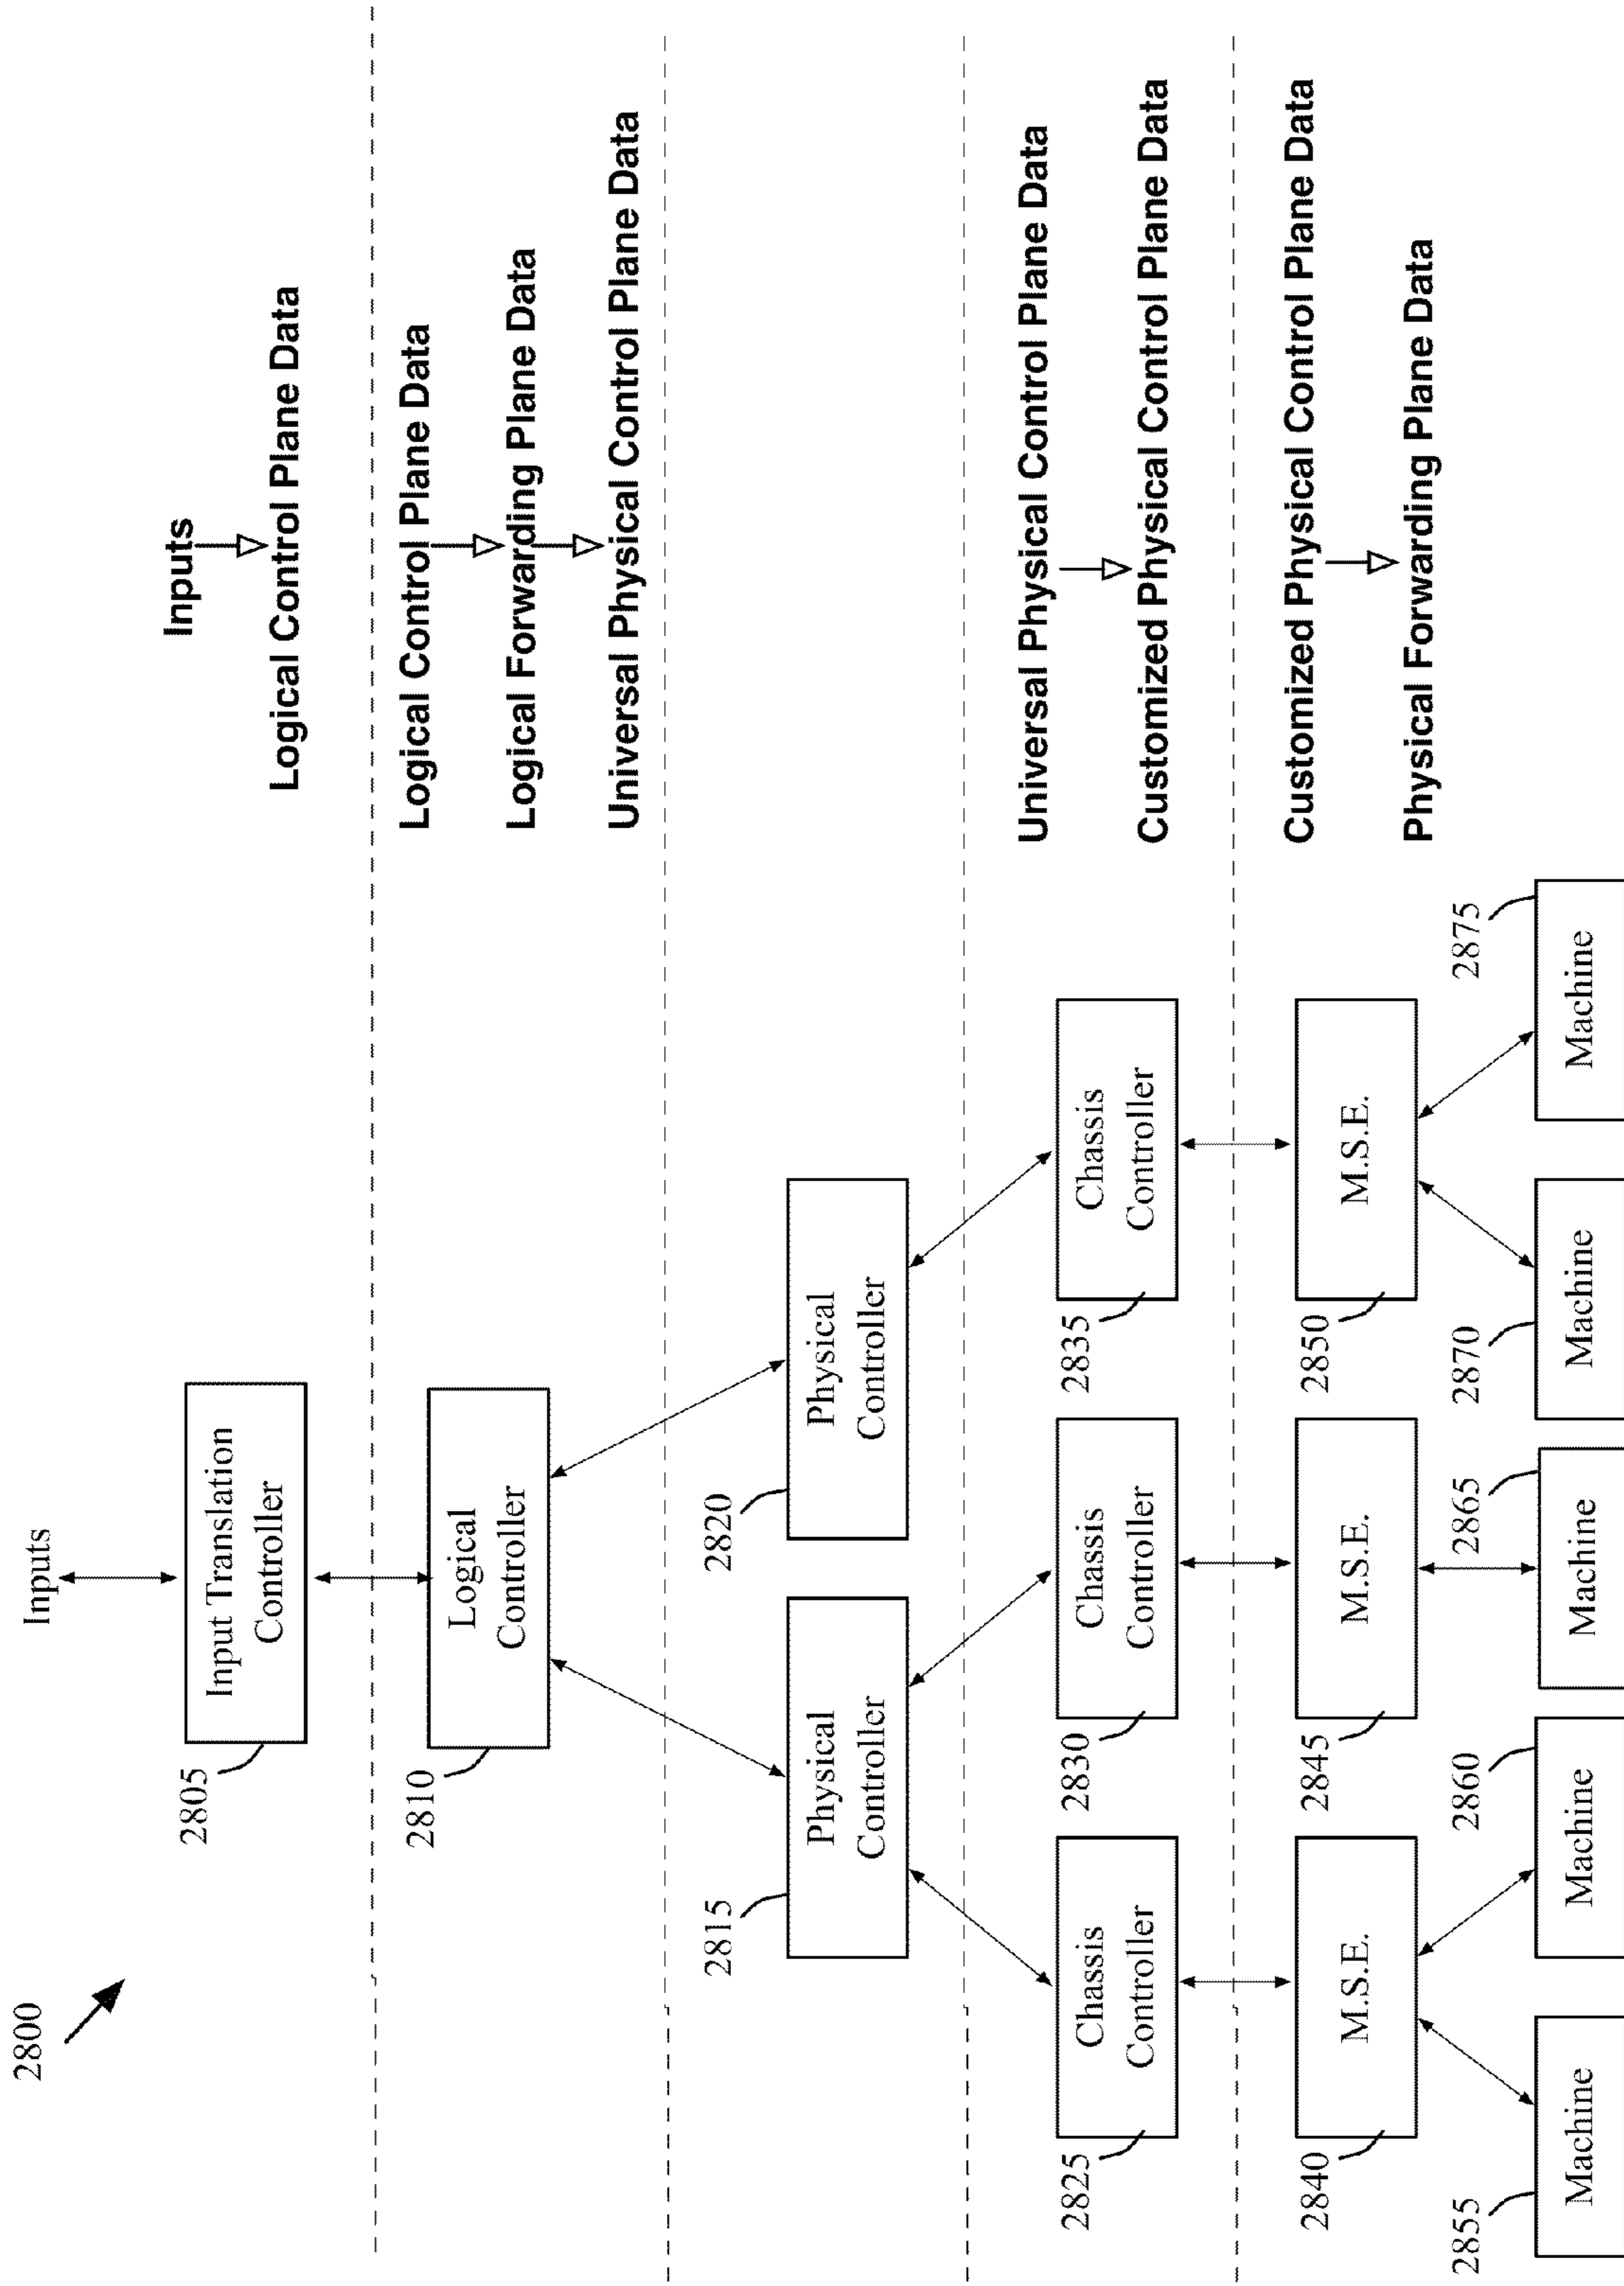 2800
Inputs
Inputs
Input Translation
Controller
2805
Logical Control Plane Data
Logical Control Plane Data
2810
Logical
Controller
Logical Forwarding Plane Data
Universal Physical Control Plane Data
2815
2820
Physical
Controller
Physical
Controller
Universal Physical Control Plane Data
2825
Chassis
Controller
2830
Chassis
Controller
2835
Chassis
Controller
Customized Physical Control Plane Data
Customized Physical Control Plane Data
2840
M.S.E.
2845
M.S.E.
2850
M.S.E.
Physical Forwarding Plane Data
2855
2860
2865
2870
2875
Machine
Machine
Machine
Machine
Machine